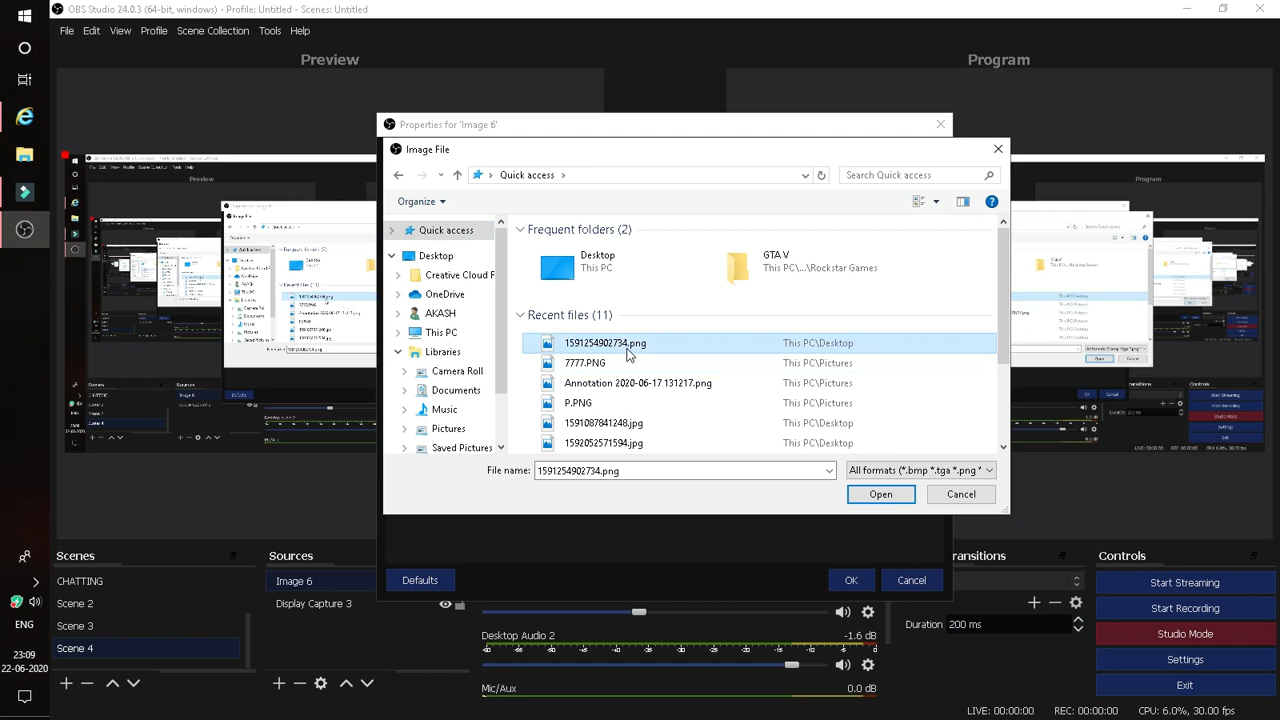 OBS Studio 24.0.3 (64-bit, windows) - Profile: Untitled - Scenes: Untitled
File Edit View Profile Scene Collection Tools Help
Preview
Program
Properties for 'Image 6'
Image File
Quick access
Search Quick access
Organize
Quick access
Desktop
Creative Cloud F
OneDrive
AKASH
This PC
Libraries
Camera Roll
Documents
Music
Pictures
Saved Pictures
Frequent folders (2)
Desktop
This PC
GTA V
This PC\...\Rockstar Games
Recent files (11)
1591254902734.png This PC\Desktop
7777.PNG This PC\Pictures
Annotation 2020-06-17 131217.png This PC\Pictures
P.PNG This PC\Pictures
1591087841248.jpg This PC\Desktop
1592052571594.jpg This PC\Desktop
File name: 1591254902734.png All formats (*.bmp *.tga *.png *
Open Cancel
Defaults OK Cancel
Scenes
CHATTING
Scene 2
Scene 3
Scene 4
Sources
Image 6
Display Capture 3
Desktop Audio 2 -1.6 dB
Mic/Aux 0.0 dB
ansitions
Duration 200 ms
Controls
Start Streaming
Start Recording
Studio Mode
Settings
Exit
ENG
23:09
22-06-2020
LIVE: 00:00:00 REC: 00:00:00 CPU: 6.0%, 30.00 fps